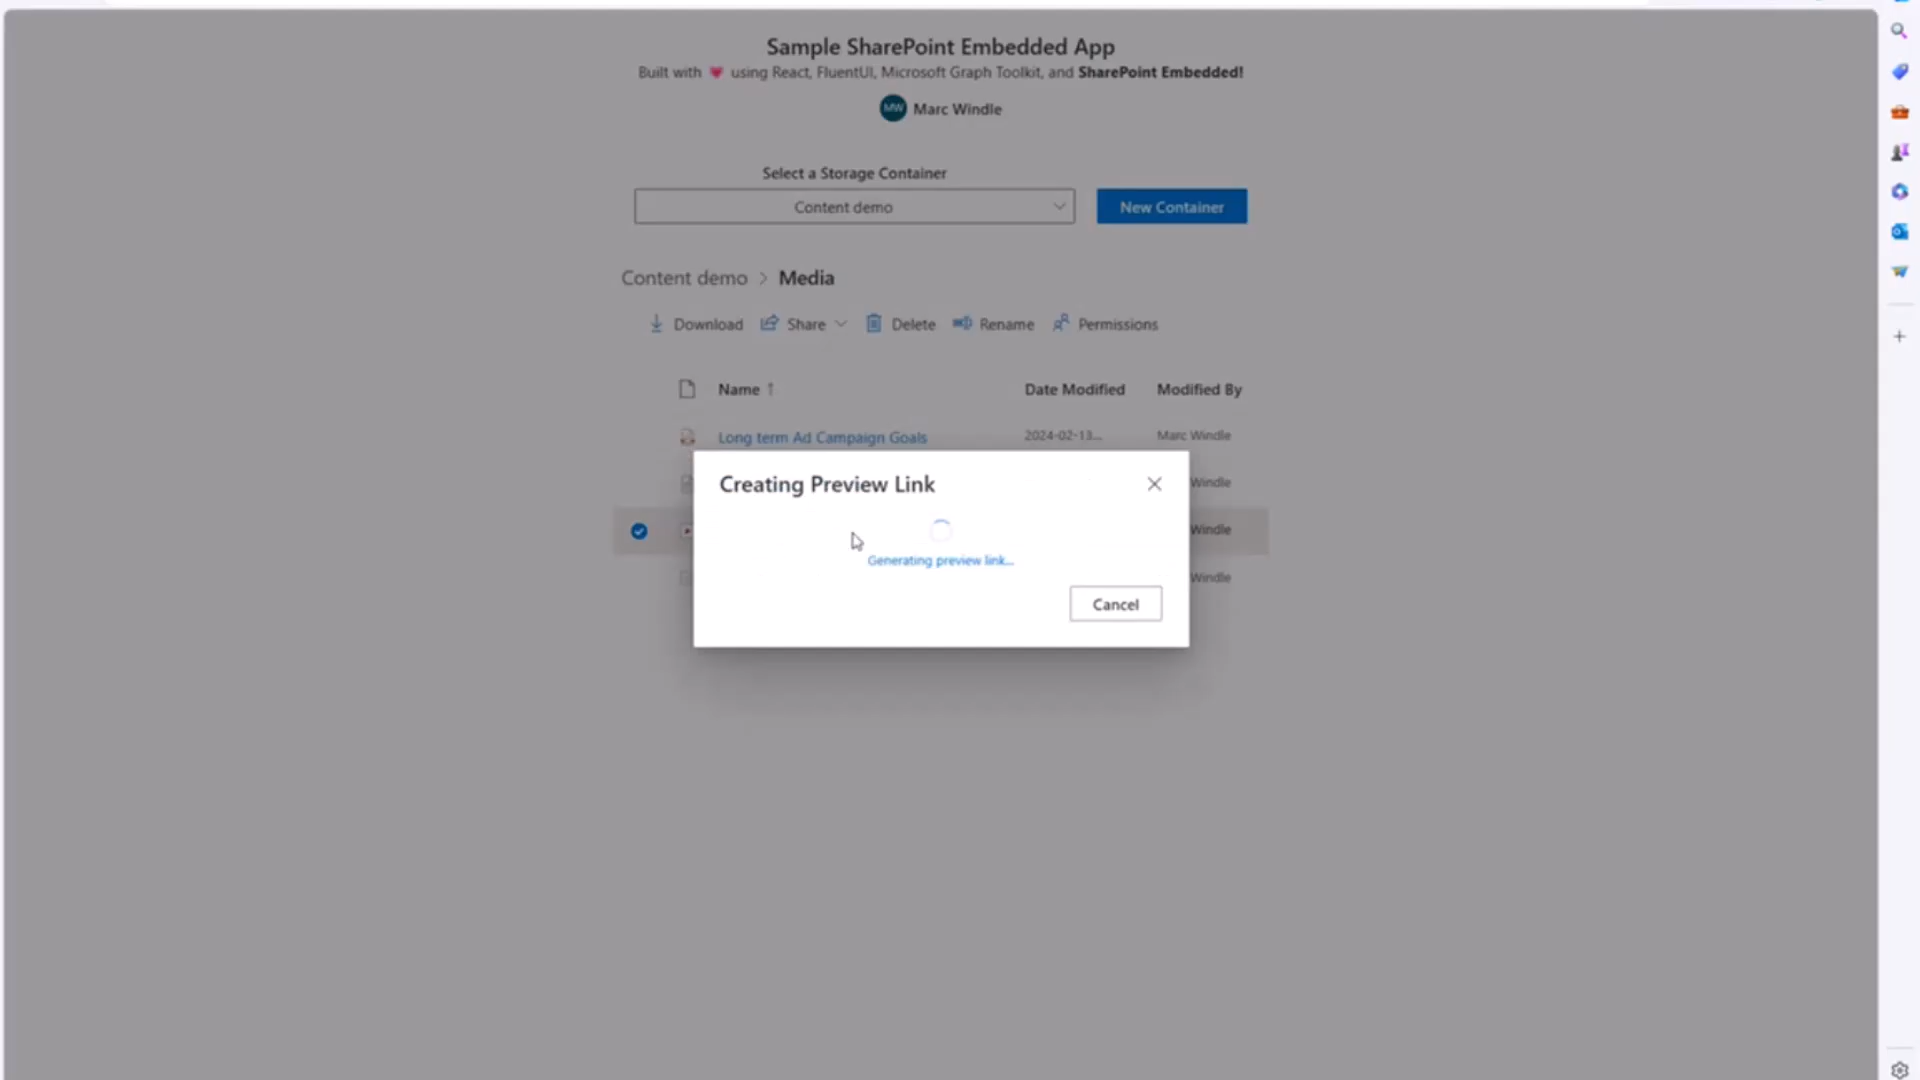 Sample SharePoint Embedded App
Built with using React, FluentUI, Microsoft Graph Toolkit, and SharePoint Embedded!
MW Marc Windle
Select a Storage Container
Content demo
New Container
Content demo > Media
Download Share Delete Rename Permissions
Name ↑ Date Modified Modified By
Long term Ad Campaign Goals 2024-02-13... Marc Windle
Creating Preview Link
Windle
Windle
Generating preview link...
Windle
Cancel